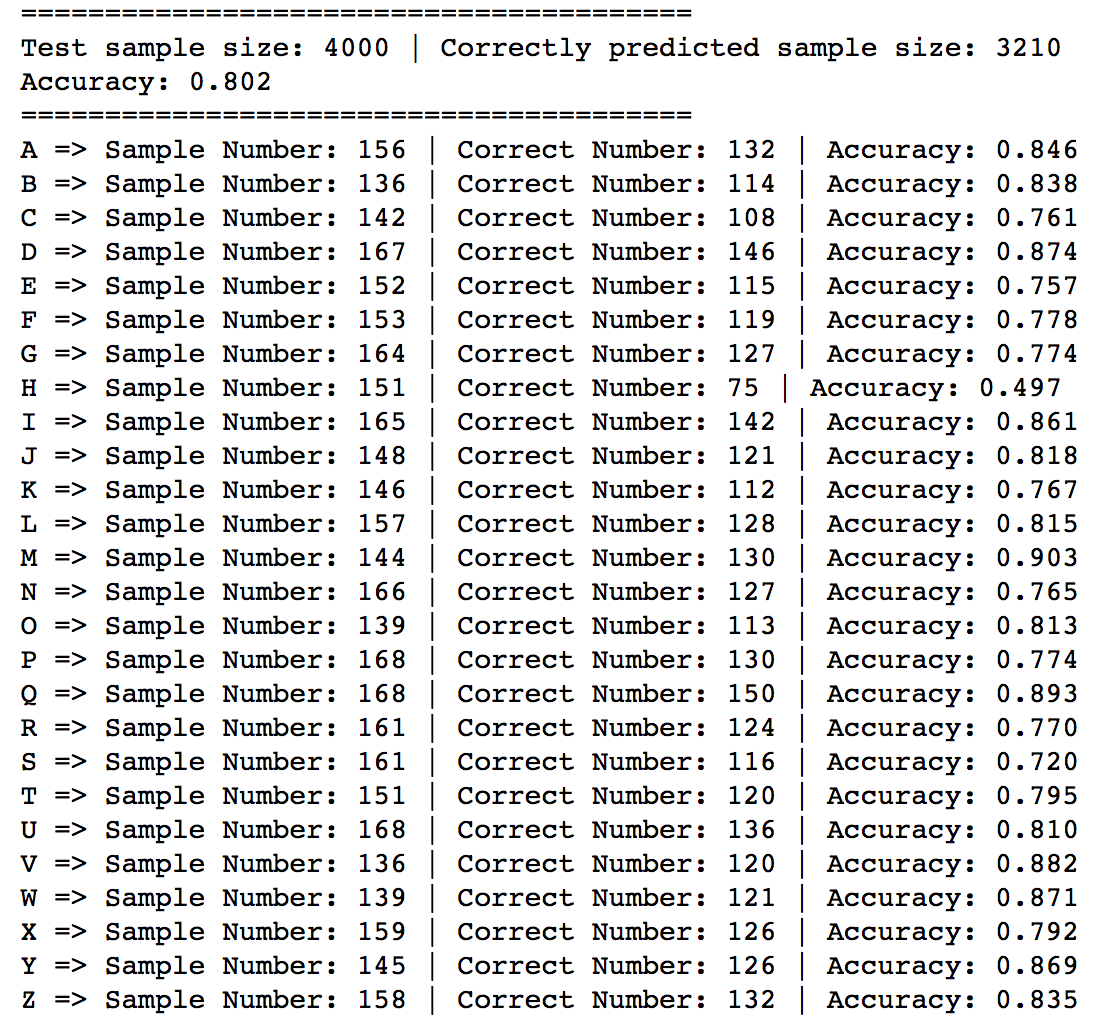 ========================================
Test sample size: 4000 | Correctly predicted sample size: 3210
Accuracy: 0.802
========================================
A => Sample Number: 156 | Correct Number: 132 | Accuracy: 0.846
B => Sample Number: 136 | Correct Number: 114 | Accuracy: 0.838
C => Sample Number: 142 | Correct Number: 108 | Accuracy: 0.761
D => Sample Number: 167 | Correct Number: 146 | Accuracy: 0.874
E => Sample Number: 152 | Correct Number: 115 | Accuracy: 0.757
F => Sample Number: 153 | Correct Number: 119 | Accuracy: 0.778
G => Sample Number: 164 | Correct Number: 127 | Accuracy: 0.774
H => Sample Number: 151 | Correct Number: 75 | Accuracy: 0.497
I => Sample Number: 165 | Correct Number: 142 | Accuracy: 0.861
J => Sample Number: 148 | Correct Number: 121 | Accuracy: 0.818
K => Sample Number: 146 | Correct Number: 112 | Accuracy: 0.767
L => Sample Number: 157 | Correct Number: 128 | Accuracy: 0.815
M => Sample Number: 144 | Correct Number: 130 | Accuracy: 0.903
N => Sample Number: 166 | Correct Number: 127 | Accuracy: 0.765
O => Sample Number: 139 | Correct Number: 113 | Accuracy: 0.813
P => Sample Number: 168 | Correct Number: 130 | Accuracy: 0.774
Q => Sample Number: 168 | Correct Number: 150 | Accuracy: 0.893
R => Sample Number: 161 | Correct Number: 124 | Accuracy: 0.770
S => Sample Number: 161 | Correct Number: 116 | Accuracy: 0.720
T => Sample Number: 151 | Correct Number: 120 | Accuracy: 0.795
U => Sample Number: 168 | Correct Number: 136 | Accuracy: 0.810
V => Sample Number: 136 | Correct Number: 120 | Accuracy: 0.882
W => Sample Number: 139 | Correct Number: 121 | Accuracy: 0.871
X => Sample Number: 159 | Correct Number: 126 | Accuracy: 0.792
Y => Sample Number: 145 | Correct Number: 126 | Accuracy: 0.869
Z => Sample Number: 158 | Correct Number: 132 | Accuracy: 0.835